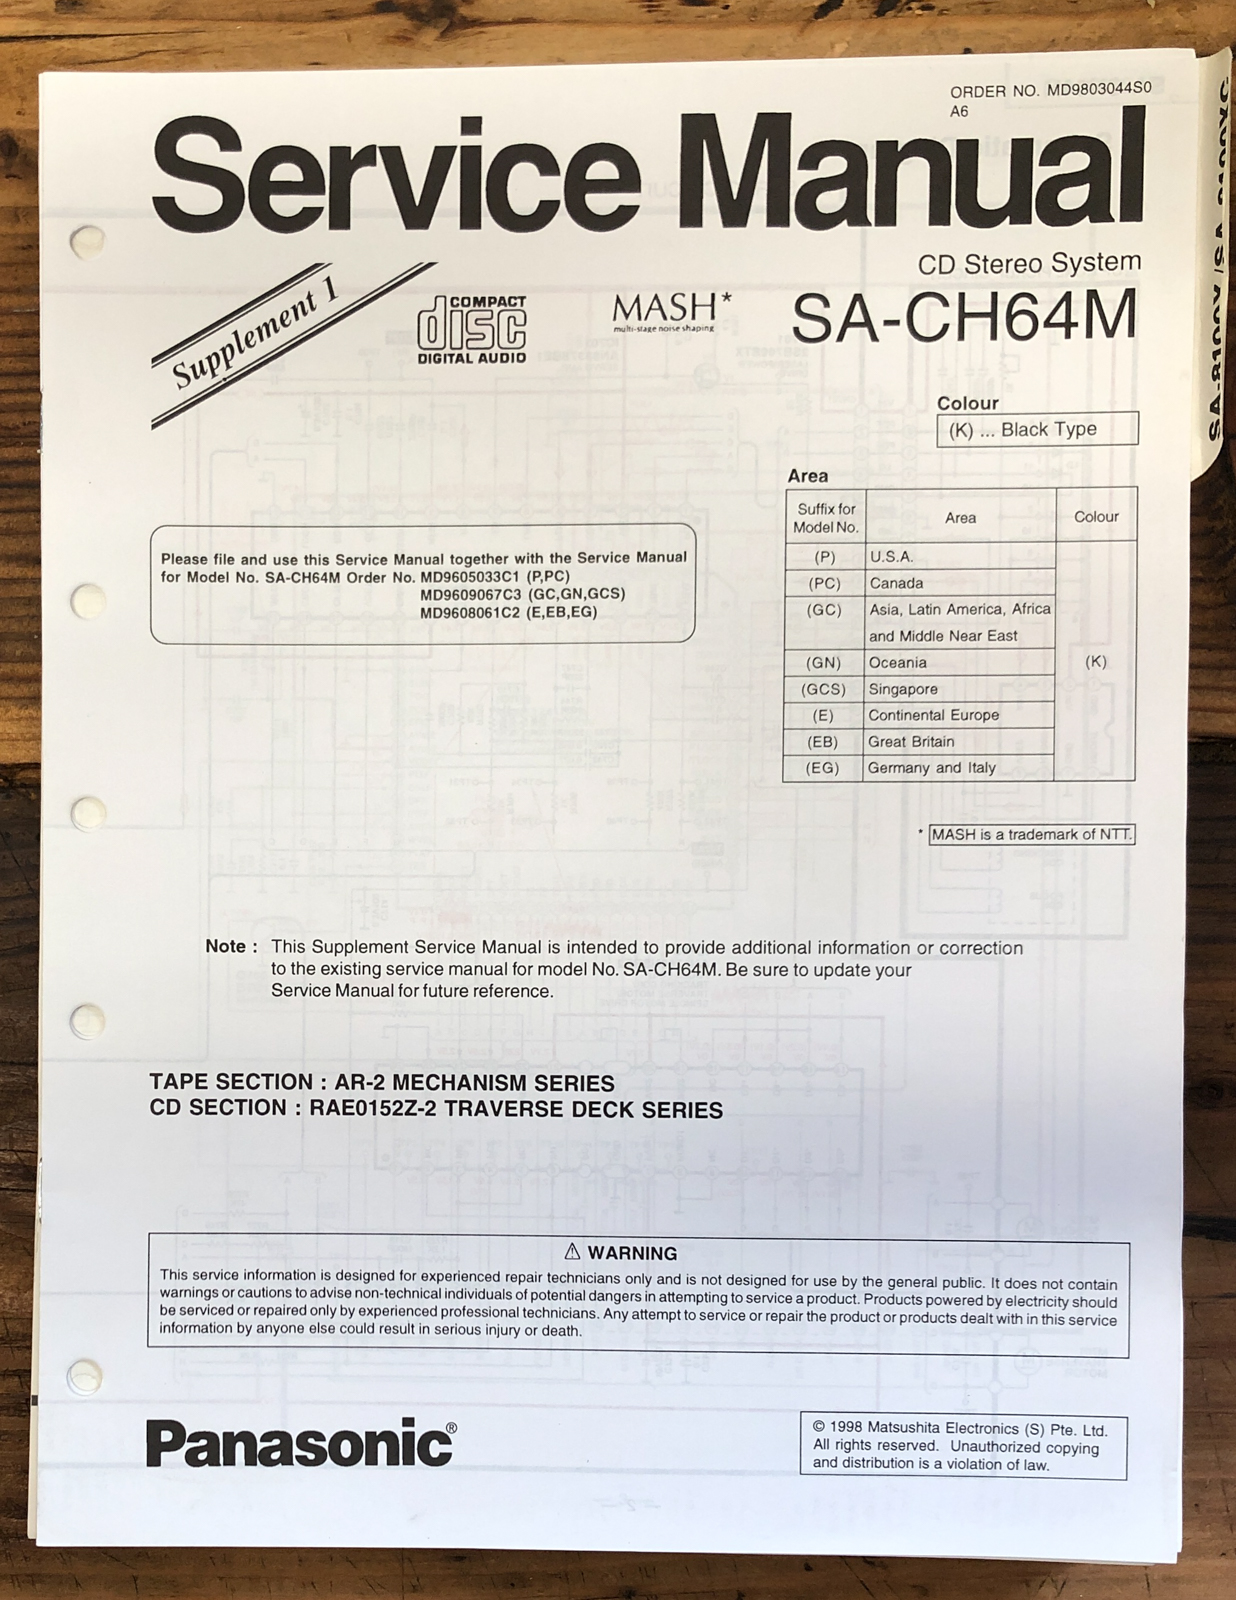 ORDER NO. MD9803044S0
A6
Service Manual
CD Stereo System
Supplement 1
COMPACT
disc
DIGITAL AUDIO
MASH*
multi-stage noise shaping
SA-CH64M
Colour
(K) ... Black Type
Area
Suffix for Model No. Area Colour
(P) U.S.A.
(PC) Canada
(GC) Asia, Latin America, Africa
and Middle Near East
(GN) Oceania (K)
(GCS) Singapore
(E) Continental Europe
(EB) Great Britain
(EG) Germany and Italy
Please file and use this Service Manual together with the Service Manual
for Model No. SA-CH64M Order No. MD9605033C1 (P,PC)
MD9609067C3 (GC,GN,GCS)
MD9608061C2 (E,EB,EG)
* MASH is a trademark of NTT.
Note : This Supplement Service Manual is intended to provide additional information or correction
to the existing service manual for model No. SA-CH64M. Be sure to update your
Service Manual for future reference.
TAPE SECTION : AR-2 MECHANISM SERIES
CD SECTION : RAE0152Z-2 TRAVERSE DECK SERIES
⚠ WARNING
This service information is designed for experienced repair technicians only and is not designed for use by the general public. It does not contain
warnings or cautions to advise non-technical individuals of potential dangers in attempting to service a product. Products powered by electricity should
be serviced or repaired only by experienced professional technicians. Any attempt to service or repair the product or products dealt with in this service
information by anyone else could result in serious injury or death.
Panasonic®
© 1998 Matsushita Electronics (S) Pte. Ltd.
All rights reserved. Unauthorized copying
and distribution is a violation of law.